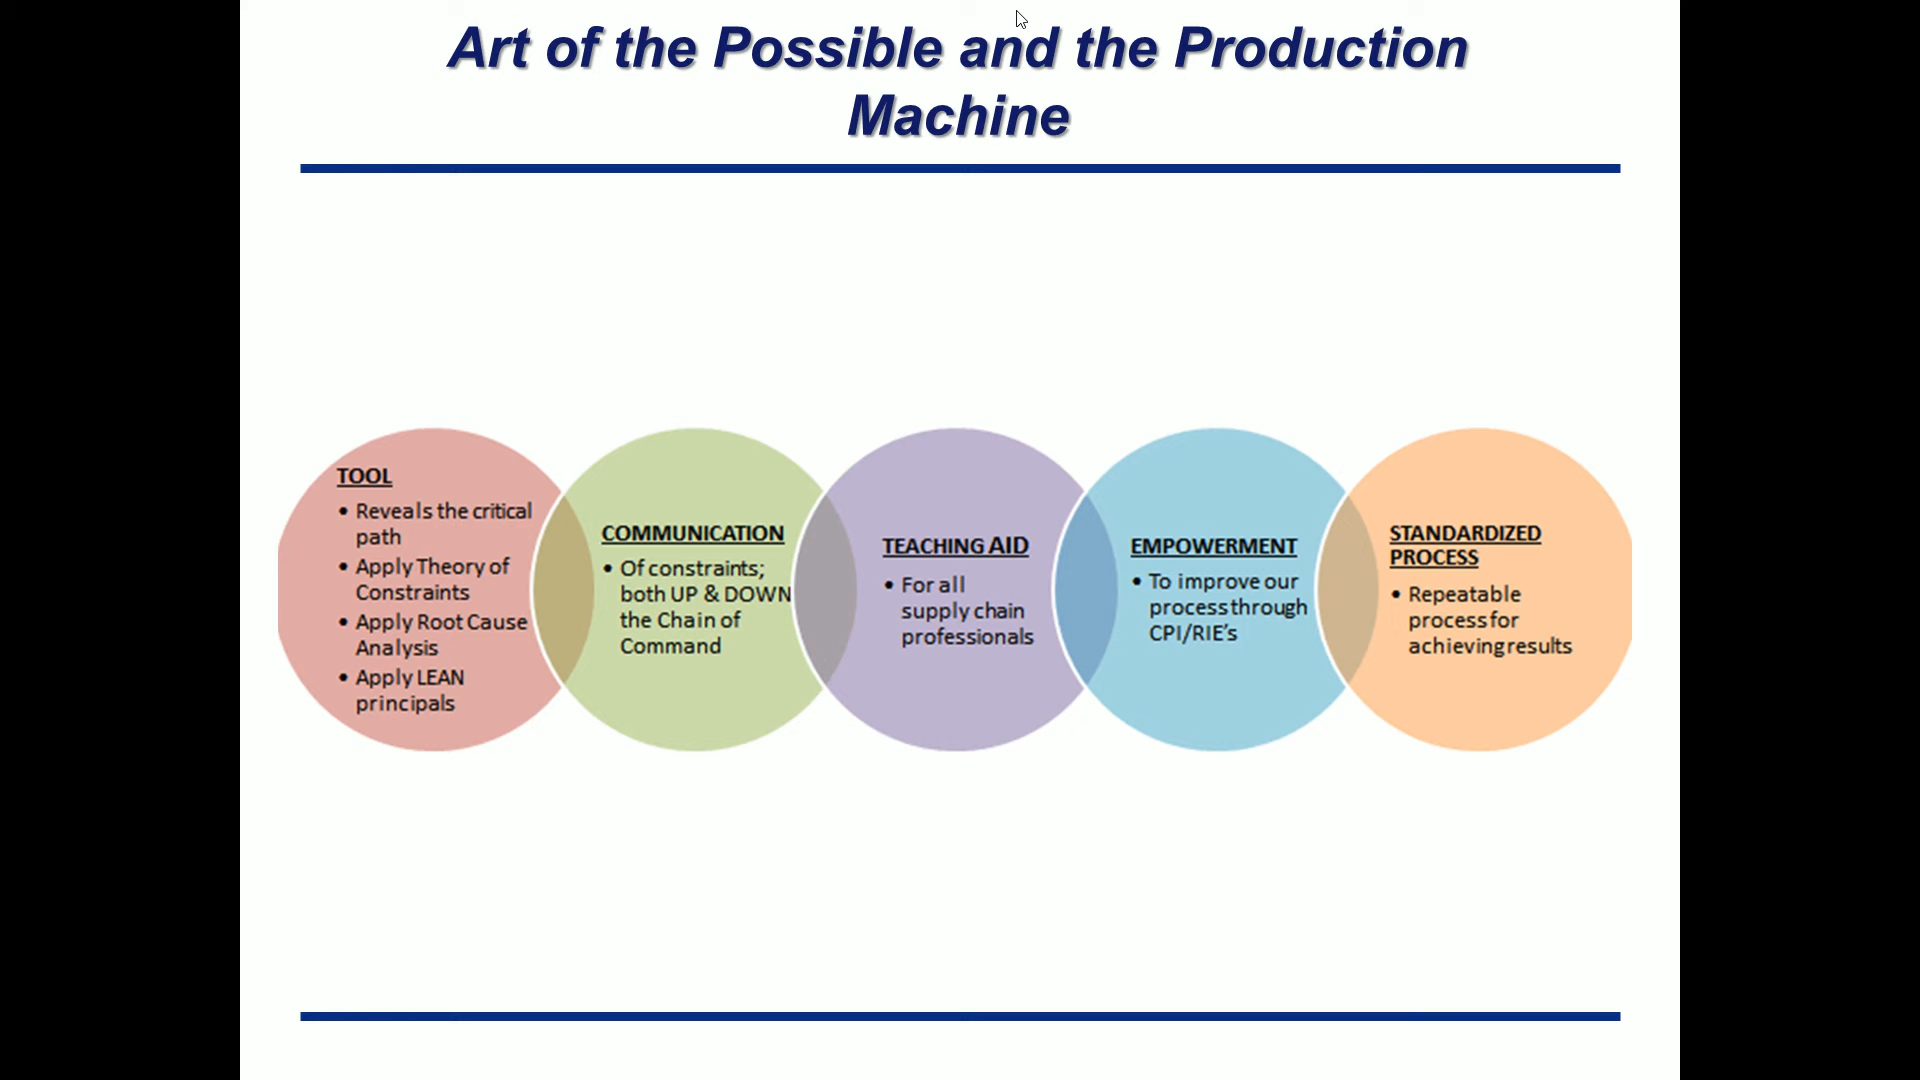 Art of the Possible and the Production
Machine
TOOL
• Reveals the critical
path
• Apply Theory of
Constraints
• Apply Root Cause
Analysis
• Apply LEAN
principals
COMMUNICATION
• Of constraints;
both UP & DOWN
the Chain of
Command
TEACHING AID
• For all
supply chain
professionals
EMPOWERMENT
• To improve our
process through
CPI/RIE's
STANDARDIZED
PROCESS
• Repeatable
process for
achieving results